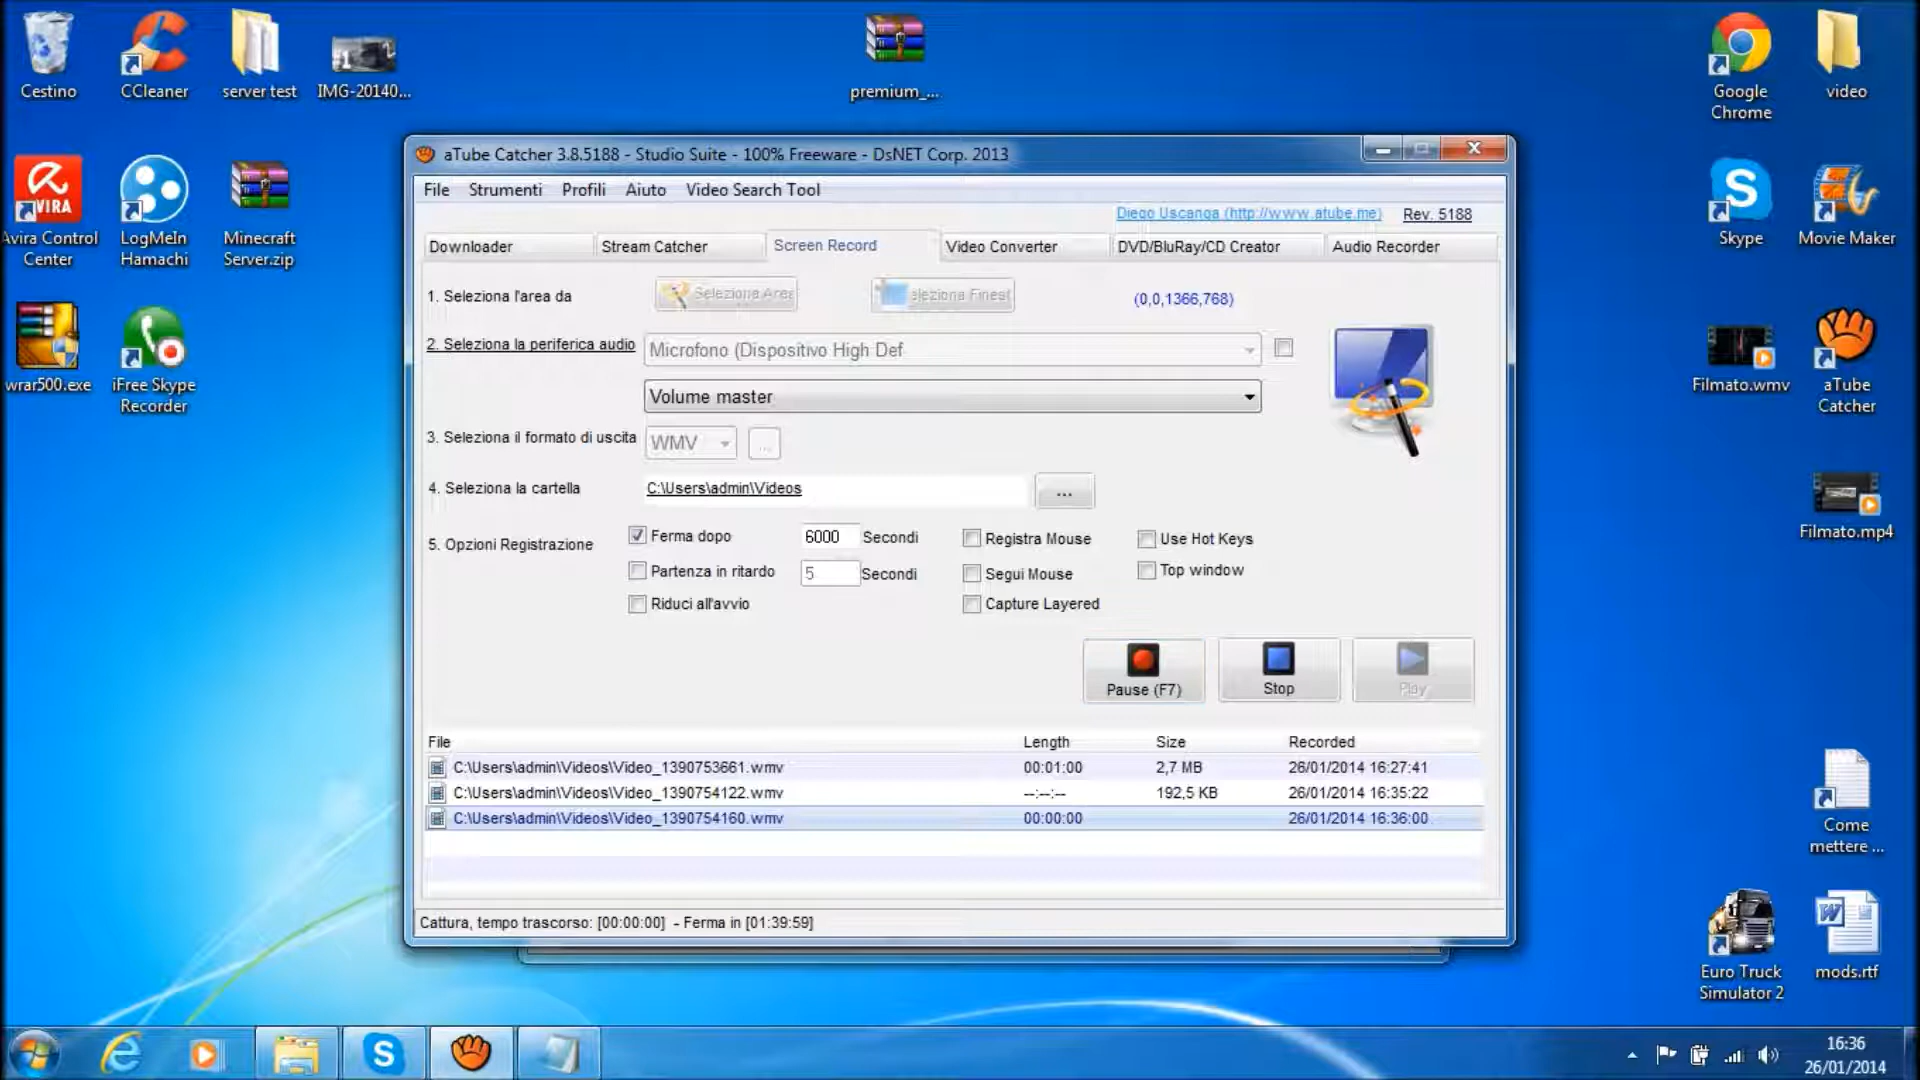 Cestino
CCleaner
server test
IMG-20140...
premium_...
Google
Chrome
video
AVIRA
Avira Control
Center
LogMeIn
Hamachi
Minecraft
Server.zip
Skype
Movie Maker
wrar500.exe
iFree Skype
Recorder
Filmato.wmv
aTube
Catcher
Filmato.mp4
Come
mettere ...
Euro Truck
Simulator 2
mods.rtf
aTube Catcher 3.8.5188 - Studio Suite - 100% Freeware - DsNET Corp. 2013
File Strumenti Profili Aiuto Video Search Tool
Diego Uscanga (http://www.atube.me) Rev. 5188
Downloader Stream Catcher Screen Record Video Converter DVD/BluRay/CD Creator Audio Recorder
1. Seleziona l'area da Seleziona Area eleziona Finest (0,0,1366,768)
2. Seleziona la periferica audio Microfono (Dispositivo High Def
Volume master
3. Seleziona il formato di uscita WMV ...
4. Seleziona la cartella C:\Users\admin\Videos ...
5. Opzioni Registrazione
Ferma dopo 6000 Secondi Registra Mouse Use Hot Keys
Partenza in ritardo 5 Secondi Segui Mouse Top window
Riduci all'avvio Capture Layered
Pause (F7) Stop Play
File Length Size Recorded
C:\Users\admin\Videos\Video_1390753661.wmv 00:01:00 2,7 MB 26/01/2014 16:27:41
C:\Users\admin\Videos\Video_1390754122.wmv --:--:-- 192,5 KB 26/01/2014 16:35:22
C:\Users\admin\Videos\Video_1390754160.wmv 00:00:00 26/01/2014 16:36:00
Cattura, tempo trascorso: [00:00:00] - Ferma in [01:39:59]
16:36
26/01/2014